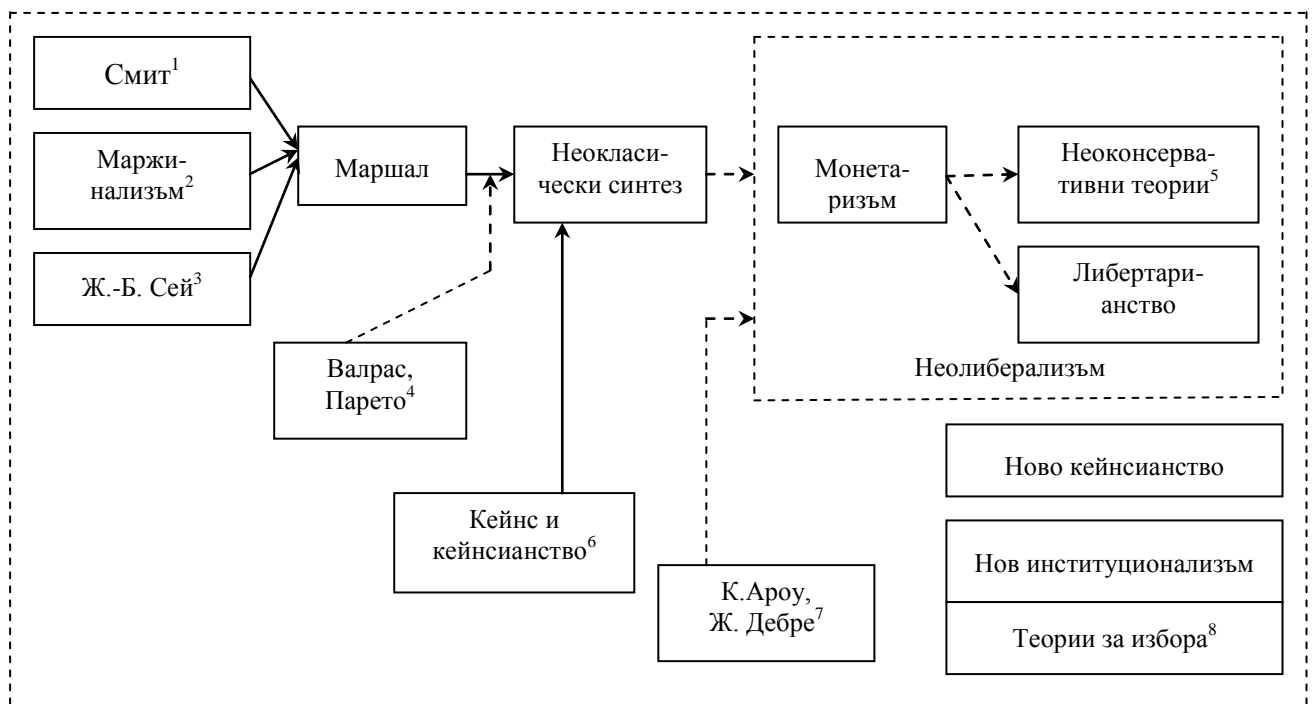 Смит¹
Маржи-
нализъм²
Ж.-Б. Сей³
Маршал
Неокласи-
чески синтез
Монета-
ризъм
Неоконсерва-
тивни теории⁵
Либертари-
анство
Неолиберализъм
Валрас,
Парето⁴
Кейнс и
кейнсианство⁶
К.Ароу,
Ж. Дебре⁷
Ново кейнсианство
Нов институционализъм
Теории за избора⁸